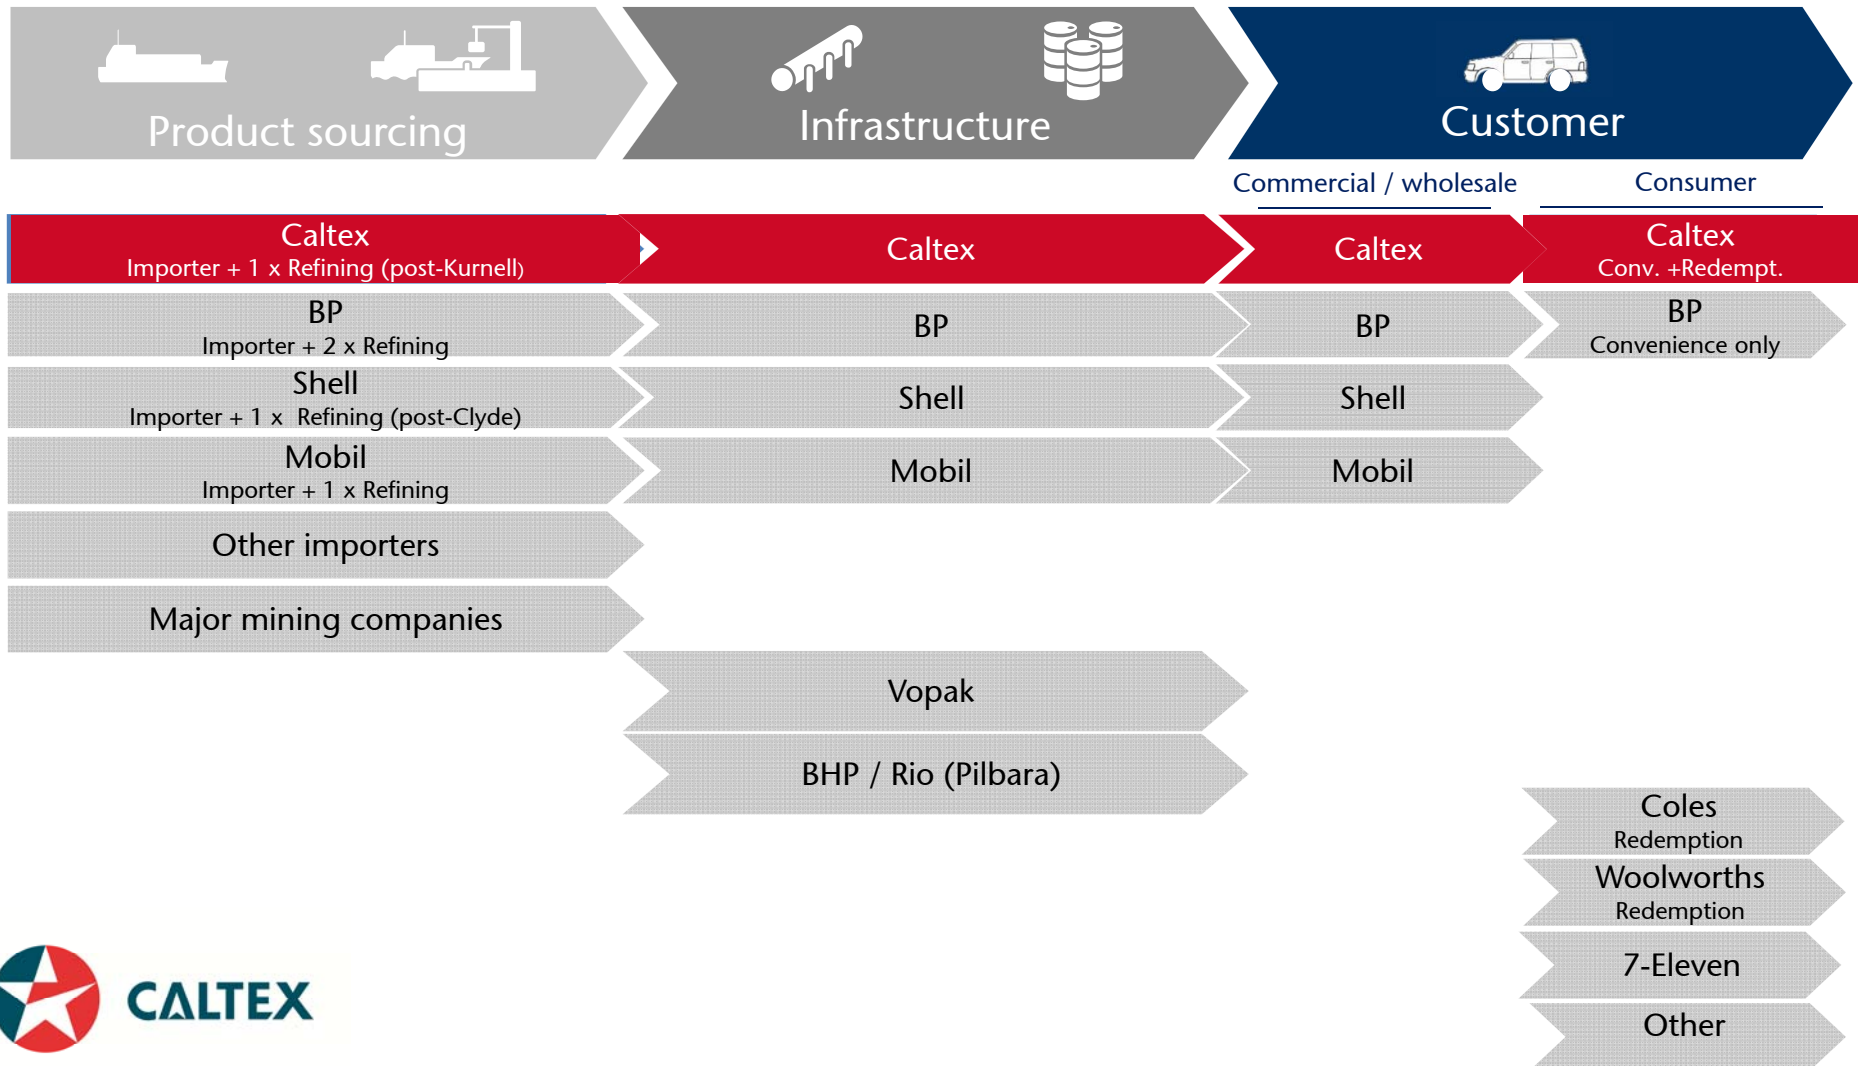 Product sourcing
Infrastructure
Customer
Commercial / wholesale
Consumer
Caltex
Importer + 1 x Refining (post-Kurnell)
Caltex
Caltex
Caltex
Conv. +Redempt.
BP
Importer + 2 x Refining
BP
BP
BP
Convenience only
Shell
Importer + 1 x Refining (post-Clyde)
Shell
Shell
Mobil
Importer + 1 x Refining
Mobil
Mobil
Other importers
Major mining companies
Vopak
BHP / Rio (Pilbara)
Coles
Redemption
Woolworths
Redemption
7-Eleven
Other
CALTEX